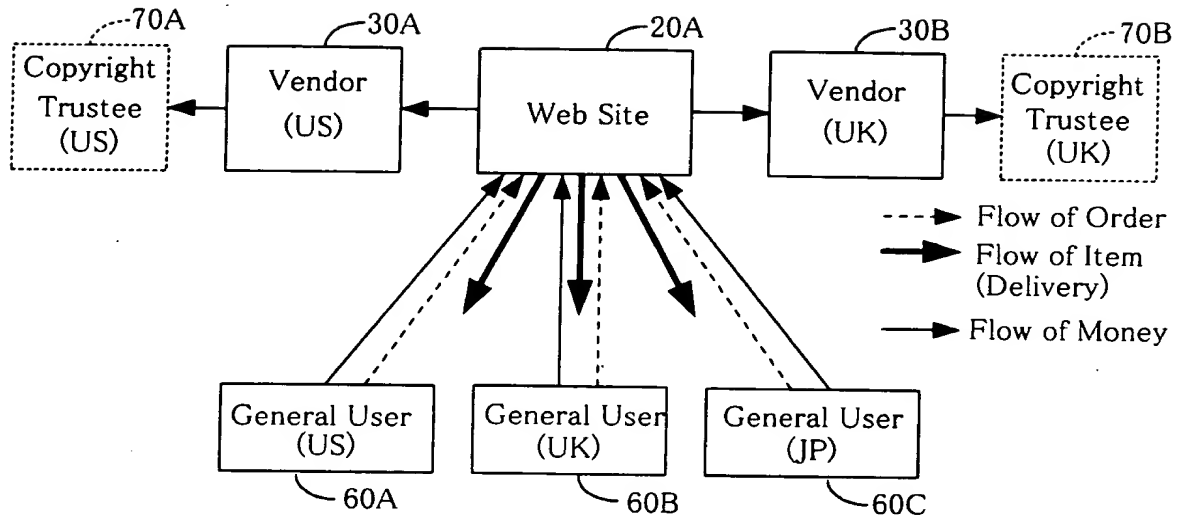 70A
30A
20A
30B
70B
Copyright
Trustee
(US)
Vendor
(US)
Web Site
Vendor
(UK)
Copyright
Trustee
(UK)
Flow of Order
Flow of Item
(Delivery)
Flow of Money
General User
(US)
General User
(UK)
General User
(JP)
60A
60B
60C